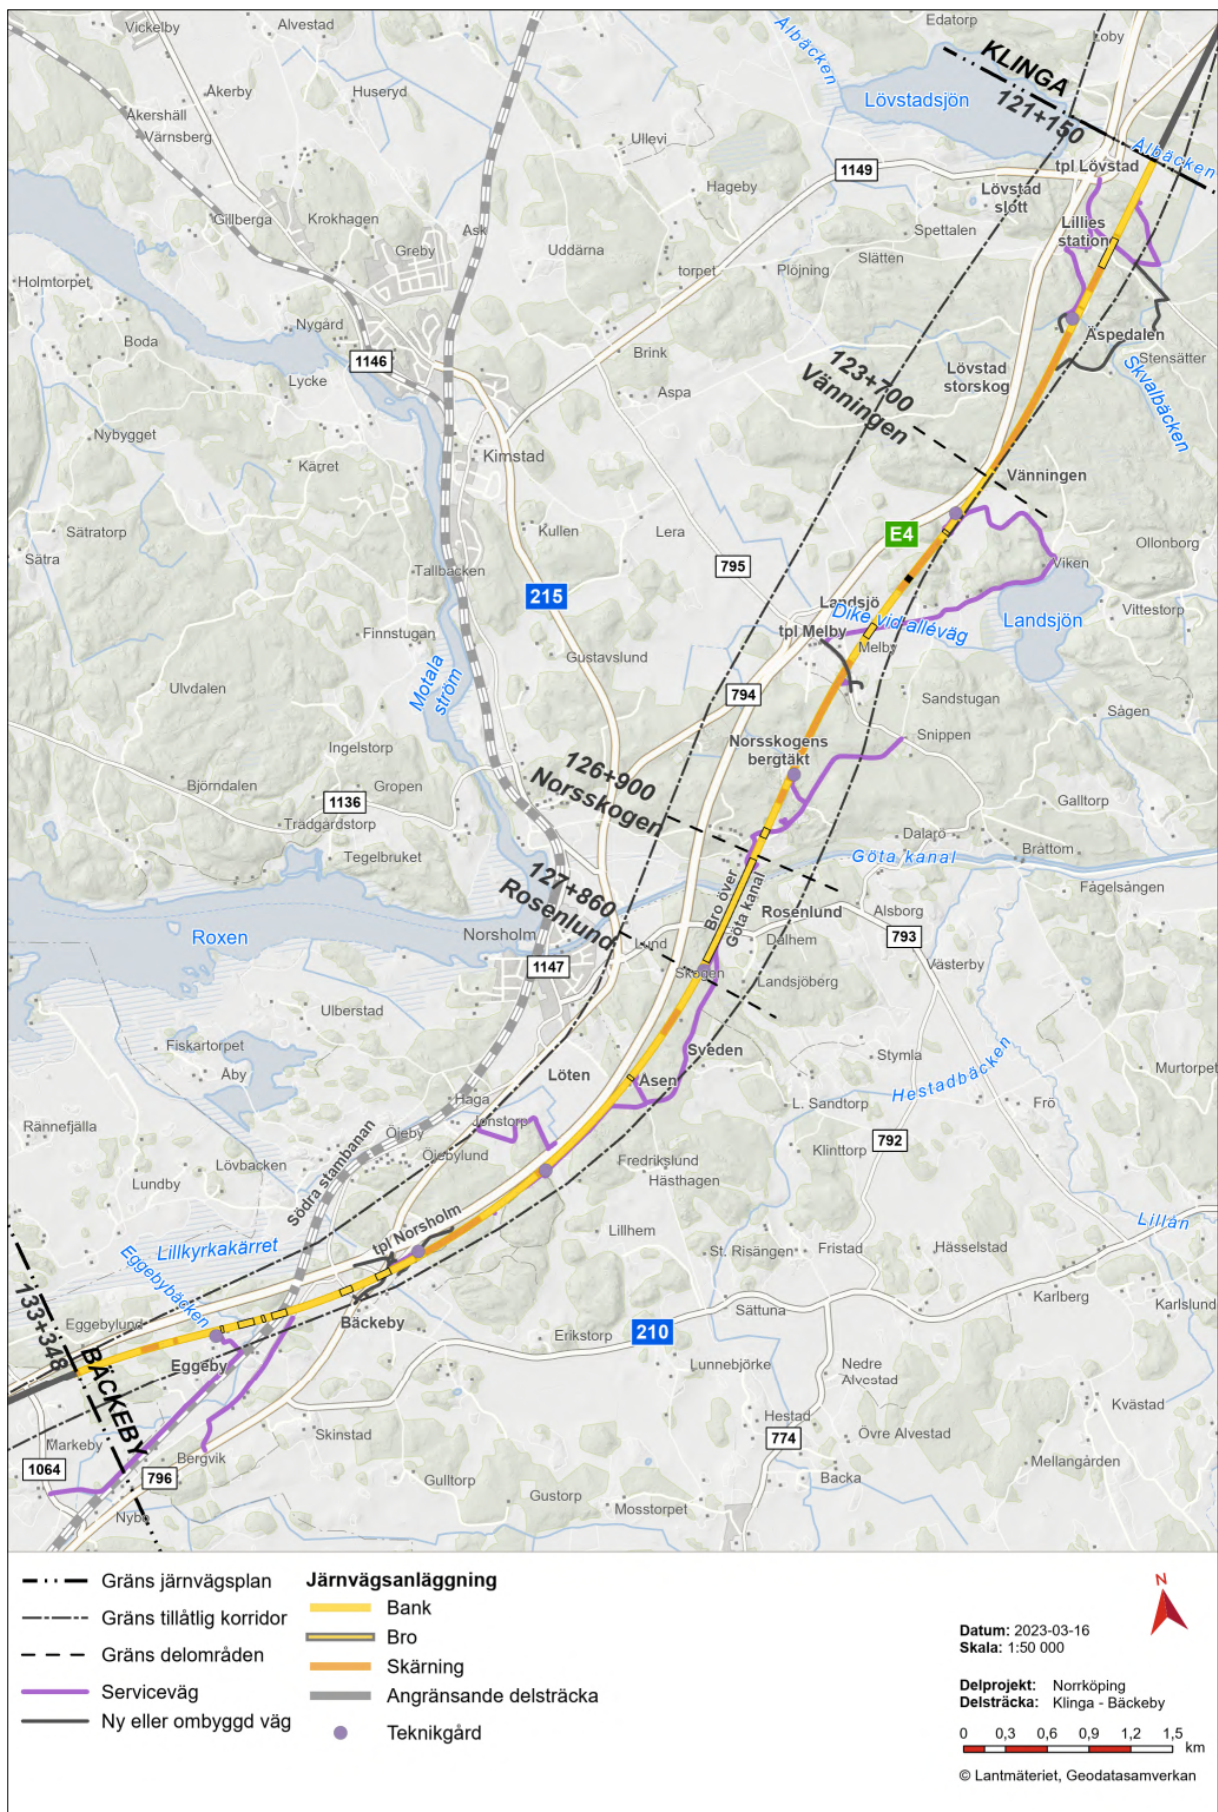 Vickelby
Alvestad
Edatorp
Loby
Albäcken
KLINGA
Lövstadsjön
121+150
Åkerby
Huseryd
Åkershäll
Värnsberg
Ullevi
1149
tpl Lövstad
Albäcken
Hageby
Lövstad
slott
Gillberga
Krokhagen
Ask
Lillies
station
Spettalen
Greby
Uddärna
Slätten
torpet
Plöjning
Holmtorpet
Nygård
Äspedalen
Boda
1146
Brink
Stensätter
Lycke
Aspa
Lövstad
storskog
123+700
Vänningen
Skvalbäcken
Nybygget
Kimstad
Kärret
Vänningen
Sätratorp
Kullen
Lera
E4
Ollonborg
Sätra
Tallbäcken
795
Viken
215
Landsjö
Dike vid alléväg
Landsjön
Vittestorp
Finnstugan
tpl Melby
Melby
Gustavslund
Motala
ström
Ulvdalen
794
Sandstugan
Sågen
Ingelstorp
Norsskogens
bergtäkt
Snippen
126+900
Norsskogen
Björndalen
Gropen
1136
Galltorp
Trädgårdstorp
Dalarö
Tegelbruket
Göta kanal
Bråttom
127+860
Rosenlund
Bro över
Göta kanal
Fågelsången
Roxen
Norsholm
Lund
Rosenlund
Alsborg
Dalhem
793
1147
Skogen
Västerby
Landsjöberg
Ulberstad
Fiskartorpet
Sveden
Stymla
Åby
Löten
Åsen
Hestadbäcken
Murtorpet
Haga
L. Sandtorp
Frö
Rännefjälla
Jonstorp
Öjeby
792
Klinttorp
Södra stambanan
Öjebylund
Lövbacken
Fredrikslund
Hästhagen
Lundby
Lillån
tpl Norsholm
Lillhem
Lillkyrkakärret
St. Risängen
Fristad
Hässelstad
Eggebybäcken
133+348
Karlberg
Karlslund
Eggebylund
Bäckeby
Sättuna
210
Erikstorp
BÄCKEBY
Eggeby
Lunnebjörke
Nedre
Alvestad
Kvästad
Hestad
Markeby
Skinstad
774
Övre Alvestad
Bergvik
1064
796
Gulltorp
Backa
Mellangården
Gustorp
Mosstorpet
Nybo
Gräns järnvägsplan
Gräns tillåtlig korridor
Gräns delområden
Serviceväg
Ny eller ombyggd väg
Järnvägsanläggning
Bank
Bro
Skärning
Angränsande delsträcka
Teknikgård
N
Datum: 2023-03-16
Skala: 1:50 000
Delprojekt: Norrköping
Delsträcka: Klinga - Bäckeby
0 0,3 0,6 0,9 1,2 1,5
km
© Lantmäteriet, Geodatasamverkan